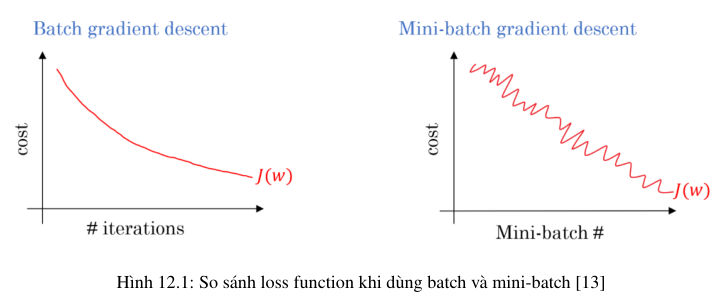 Batch gradient descent
cost
J(w)
# iterations
Mini-batch gradient descent
cost
J(w)
Mini-batch #
Hình 12.1: So sánh loss function khi dùng batch và mini-batch [13]